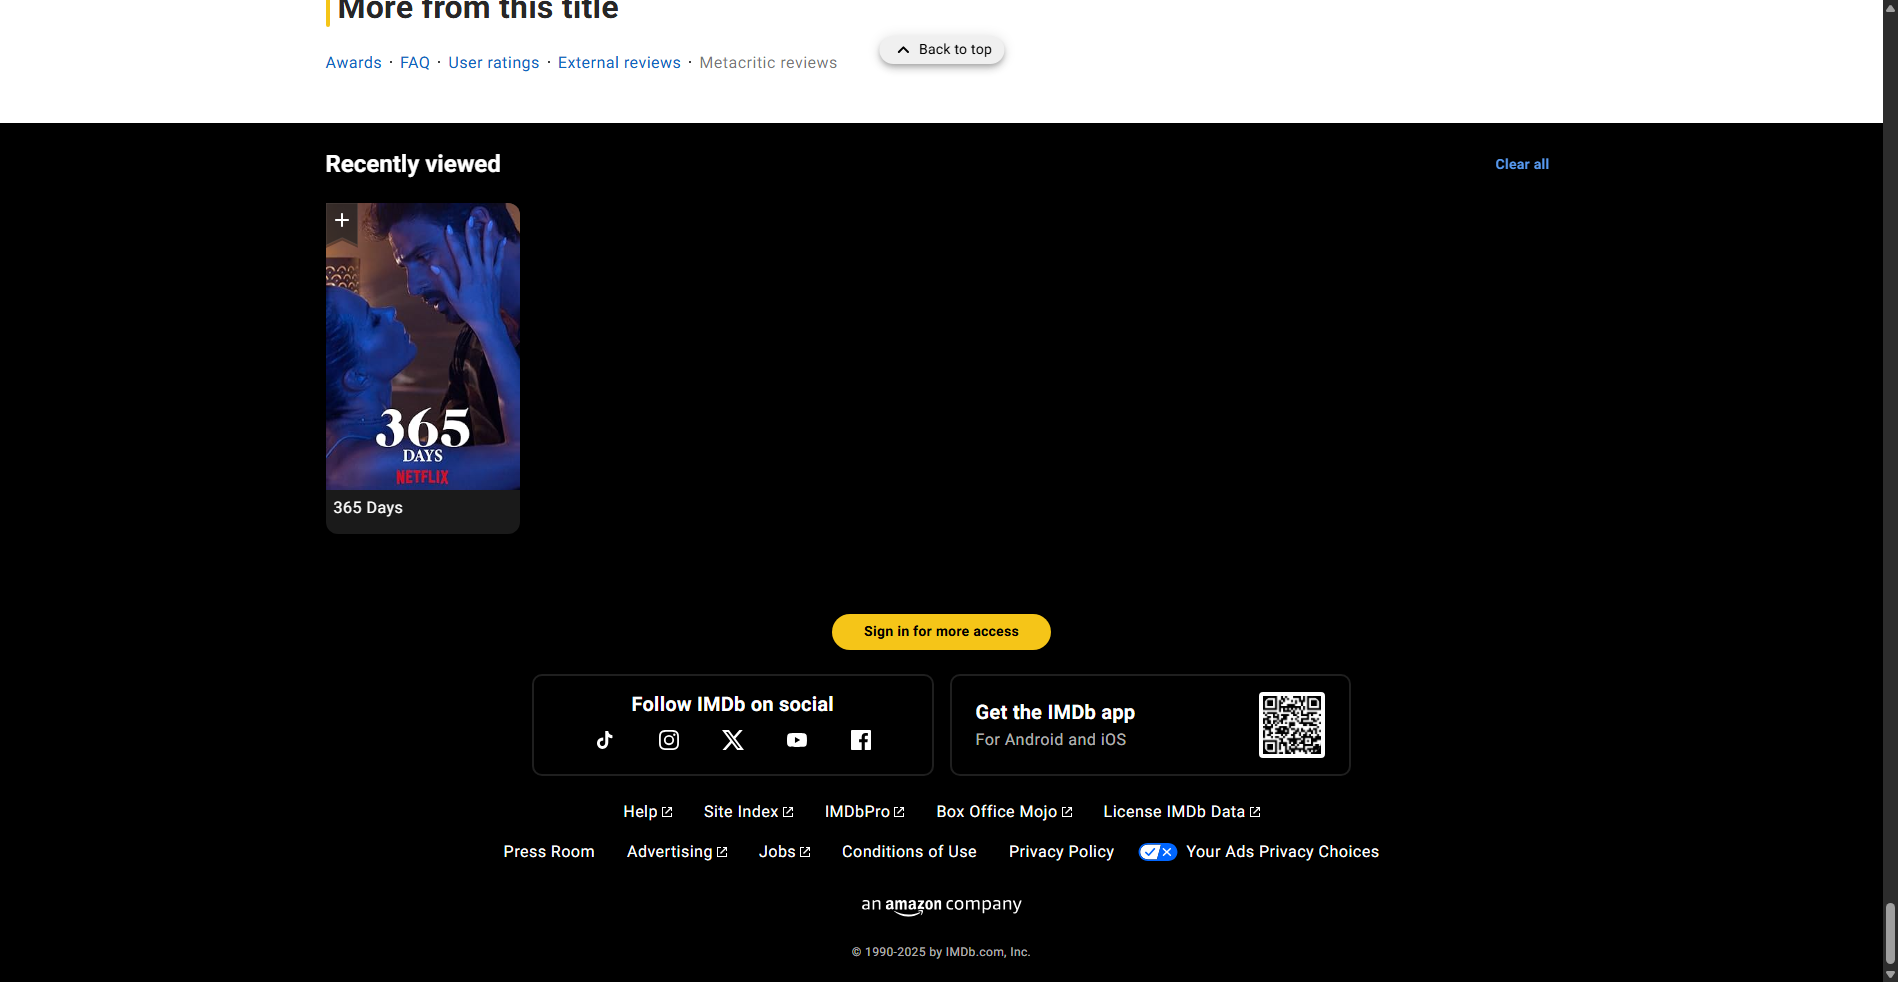 More from this title
Back to top
Awards · FAQ · User ratings · External reviews · Metacritic reviews
Recently viewed
Clear all
365
DAYS
NETFLIX
365 Days
Sign in for more access
Follow IMDb on social
Get the IMDb app
For Android and iOS
Help Site Index IMDbPro Box Office Mojo License IMDb Data
Press Room Advertising Jobs Conditions of Use Privacy Policy Your Ads Privacy Choices
an amazon company
© 1990-2025 by IMDb.com, Inc.